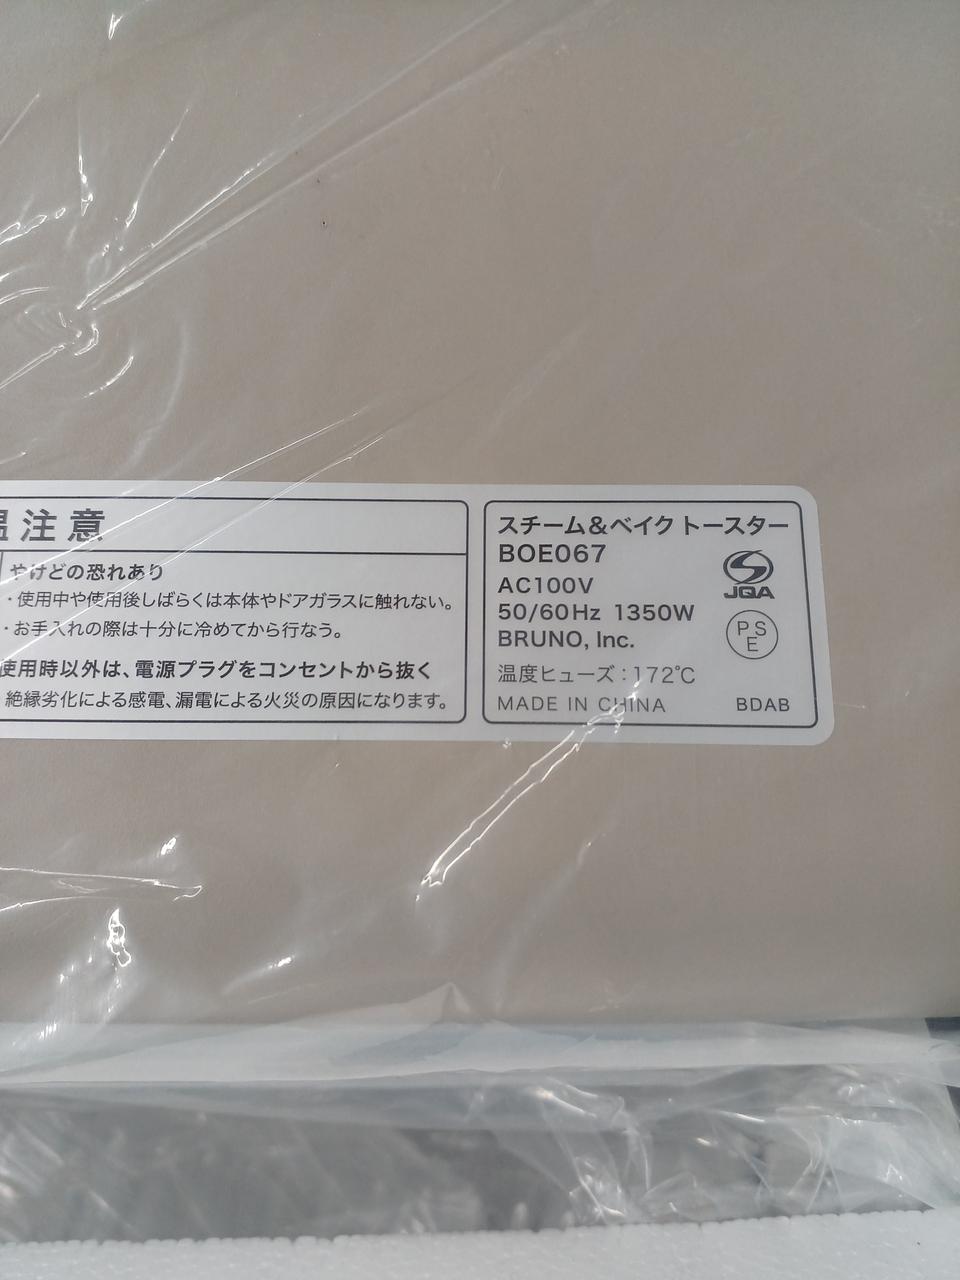 温注意
やけどの恐れあり
・使用中や使用後しばらくは本体やドアガラスに触れない。
・お手入れの際は十分に冷めてから行なう。
使用時以外は、電源プラグをコンセントから抜く
絶縁劣化による感電、漏電による火災の原因になります。
スチーム&ベイク トースター
BOE067
AC100V
50/60Hz 1350W
BRUNO, Inc.
温度ヒューズ:172℃
MADE IN CHINA
JQA
PSE
BDAB